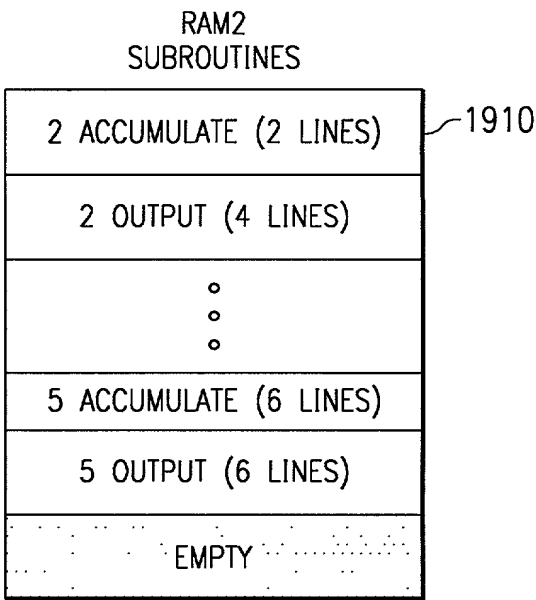 RAM2
SUBROUTINES
2 ACCUMULATE (2 LINES)
1910
2 OUTPUT (4 LINES)
5 ACCUMULATE (6 LINES)
5 OUTPUT (6 LINES)
EMPTY